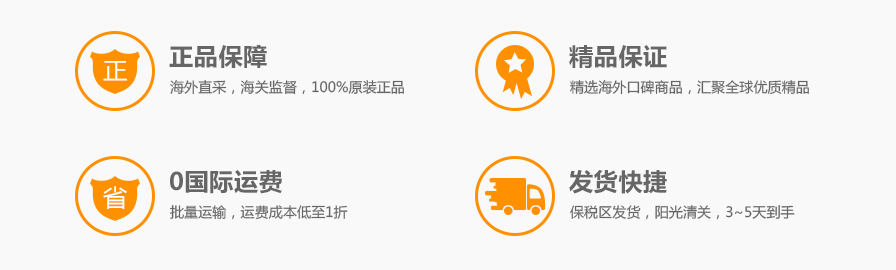 正
正品保障
海外直采，海关监督，100%原装正品
精品保证
精选海外口碑商品，汇聚全球优质精品
省
0国际运费
批量运输，运费成本低至1折
发货快捷
保税区发货，阳光清关，3~5天到手